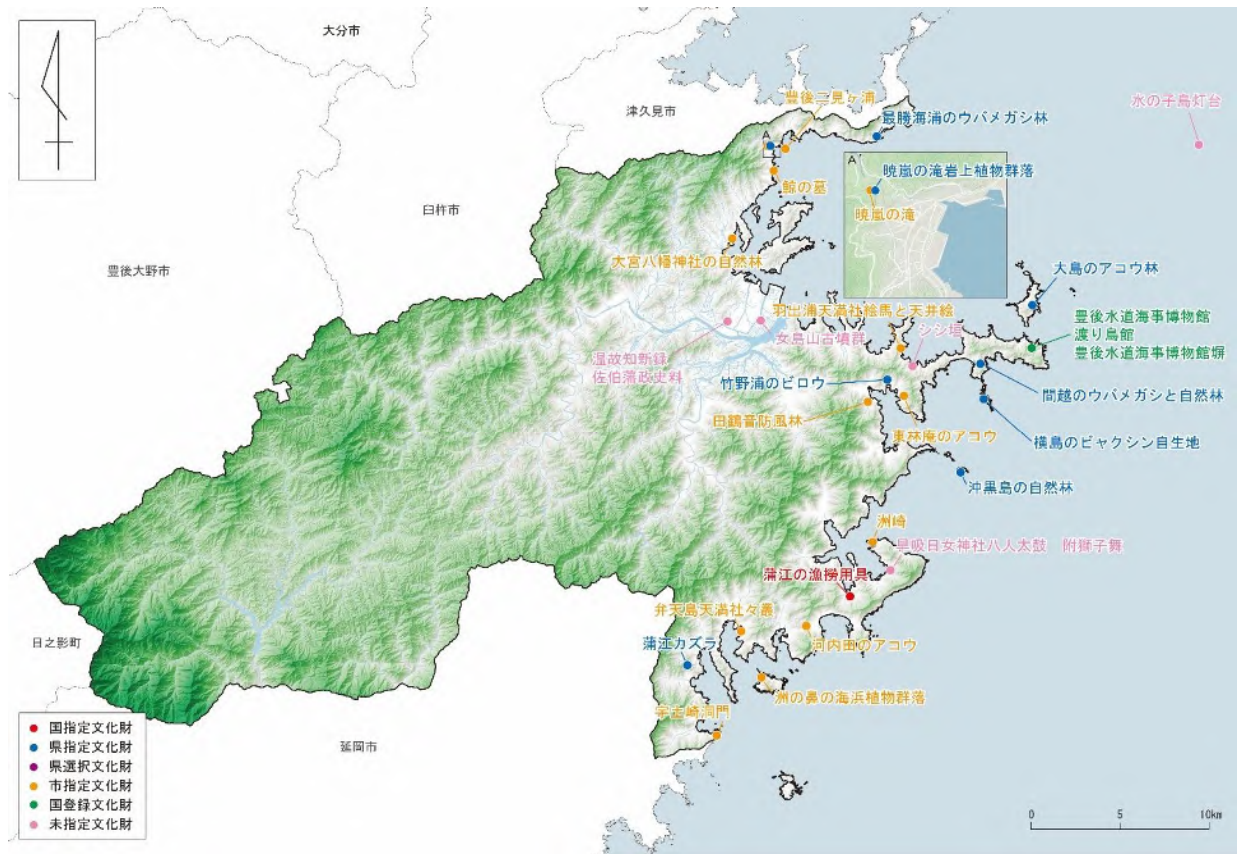 大分市
津久見市
臼杵市
豊後大野市
日之影町
延岡市
豊後二見ヶ浦
最勝海浦のウバメガシ林
水の子島灯台
A
鯨の墓
A'
暁嵐の滝岩上植物群落
暁嵐の滝
大宮八幡神社の自然林
大島のアコウ林
羽出浦天満社絵馬と天井絵
女島山古墳群
シシ垣
豊後水道海事博物館
渡り鳥館
豊後水道海事博物館塀
温故知新録
佐伯藩政史料
竹野浦のビロウ
間越のウバメガシと自然林
田鶴音防風林
東林庵のアコウ
横島のビャクシン自生地
沖黒島の自然林
洲崎
早吸日女神社八人太鼓 附獅子舞
蒲江の漁撈用具
弁天島天満社々叢
蒲江カズラ
河内田のアコウ
洲の鼻の海浜植物群落
宇土崎洞門
国指定文化財
県指定文化財
県選択文化財
市指定文化財
国登録文化財
未指定文化財
0 5 10km